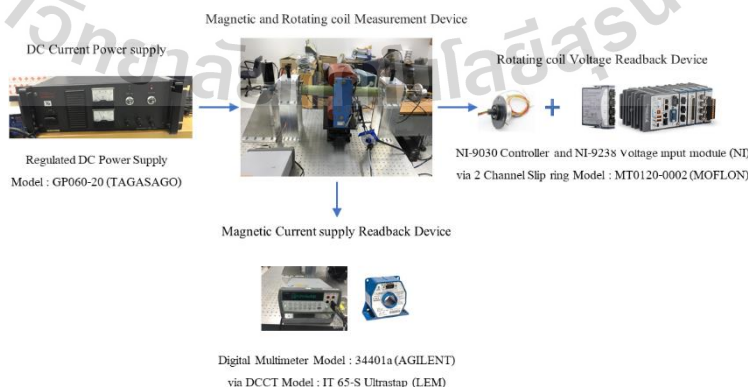 Magnetic and Rotating coil Measurement Device
DC Current Power supply
Rotating coil Voltage Readback Device
+
Regulated DC Power Supply
Model : GP060-20 (TAGASAGO)
NI-9030 Controller and NI-9238 Voltage input module (NI)
via 2 Channel Slip ring Model : MT0120-0002 (MOFLON)
Magnetic Current supply Readback Device
Digital Multimeter Model : 34401a (AGILENT)
via DCCT Model : IT 65-S Ultrastap (LEM)